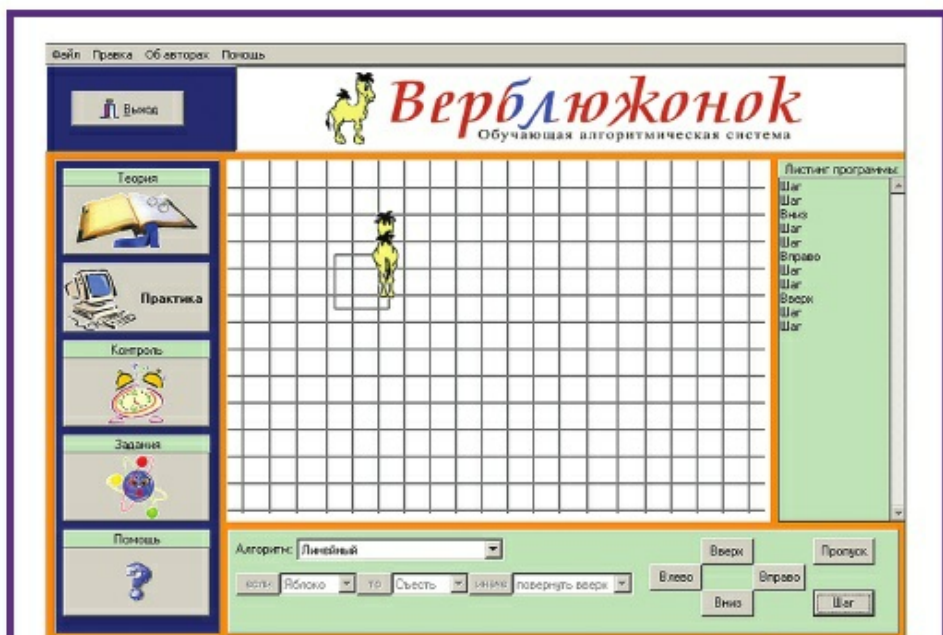 Файл Правка Об авторах Помощь
Выход
Верблюжонок
Обучающая алгоритмическая система
Теория
Практика
Контроль
Задания
Помощь
Листинг программы:
Шаг
Шаг
Вниз
Шаг
Шаг
Вправо
Шаг
Шаг
Вверх
Шаг
Шаг
Алгоритм: Линейный
если Яблоко то Съесть иначе повернуть вверх
Вверх
Пропуск
Влево
Вправо
Вниз
Шаг